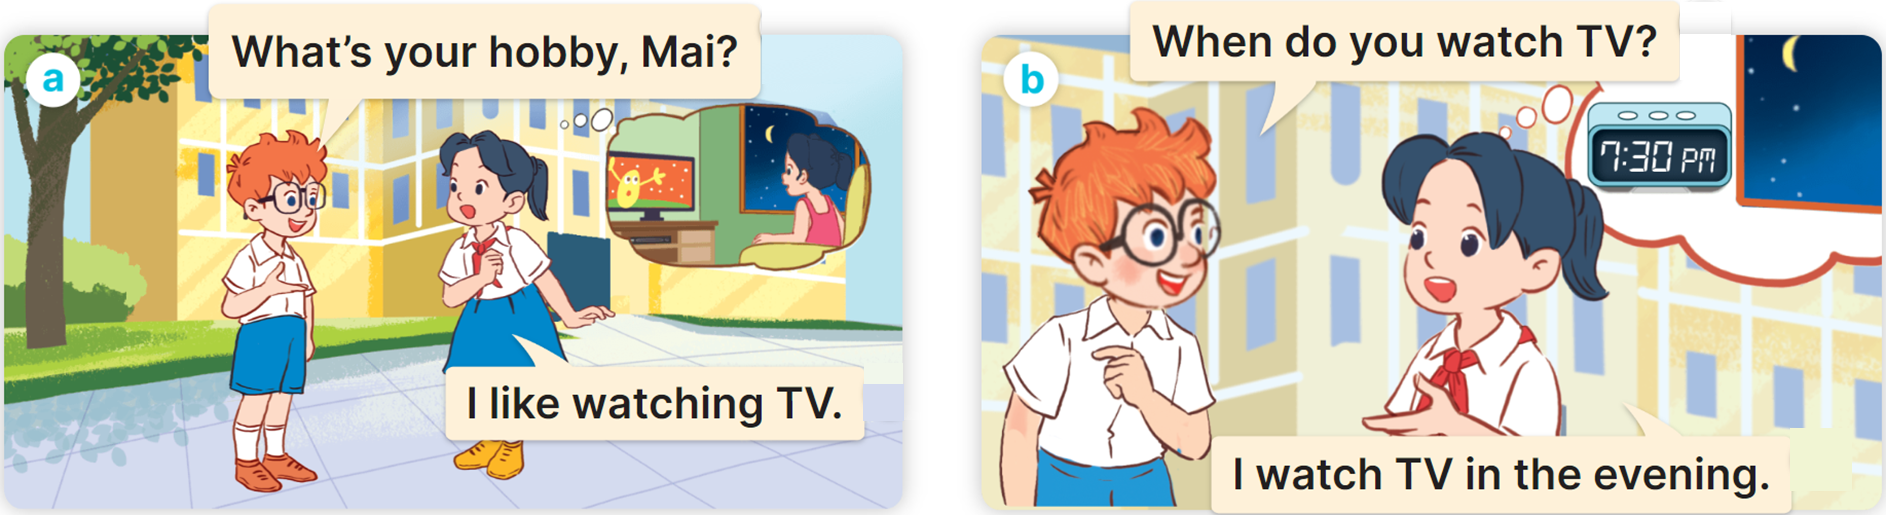 a
What's your hobby, Mai?
I like watching TV.
b
When do you watch TV?
7:30 PM
I watch TV in the evening.